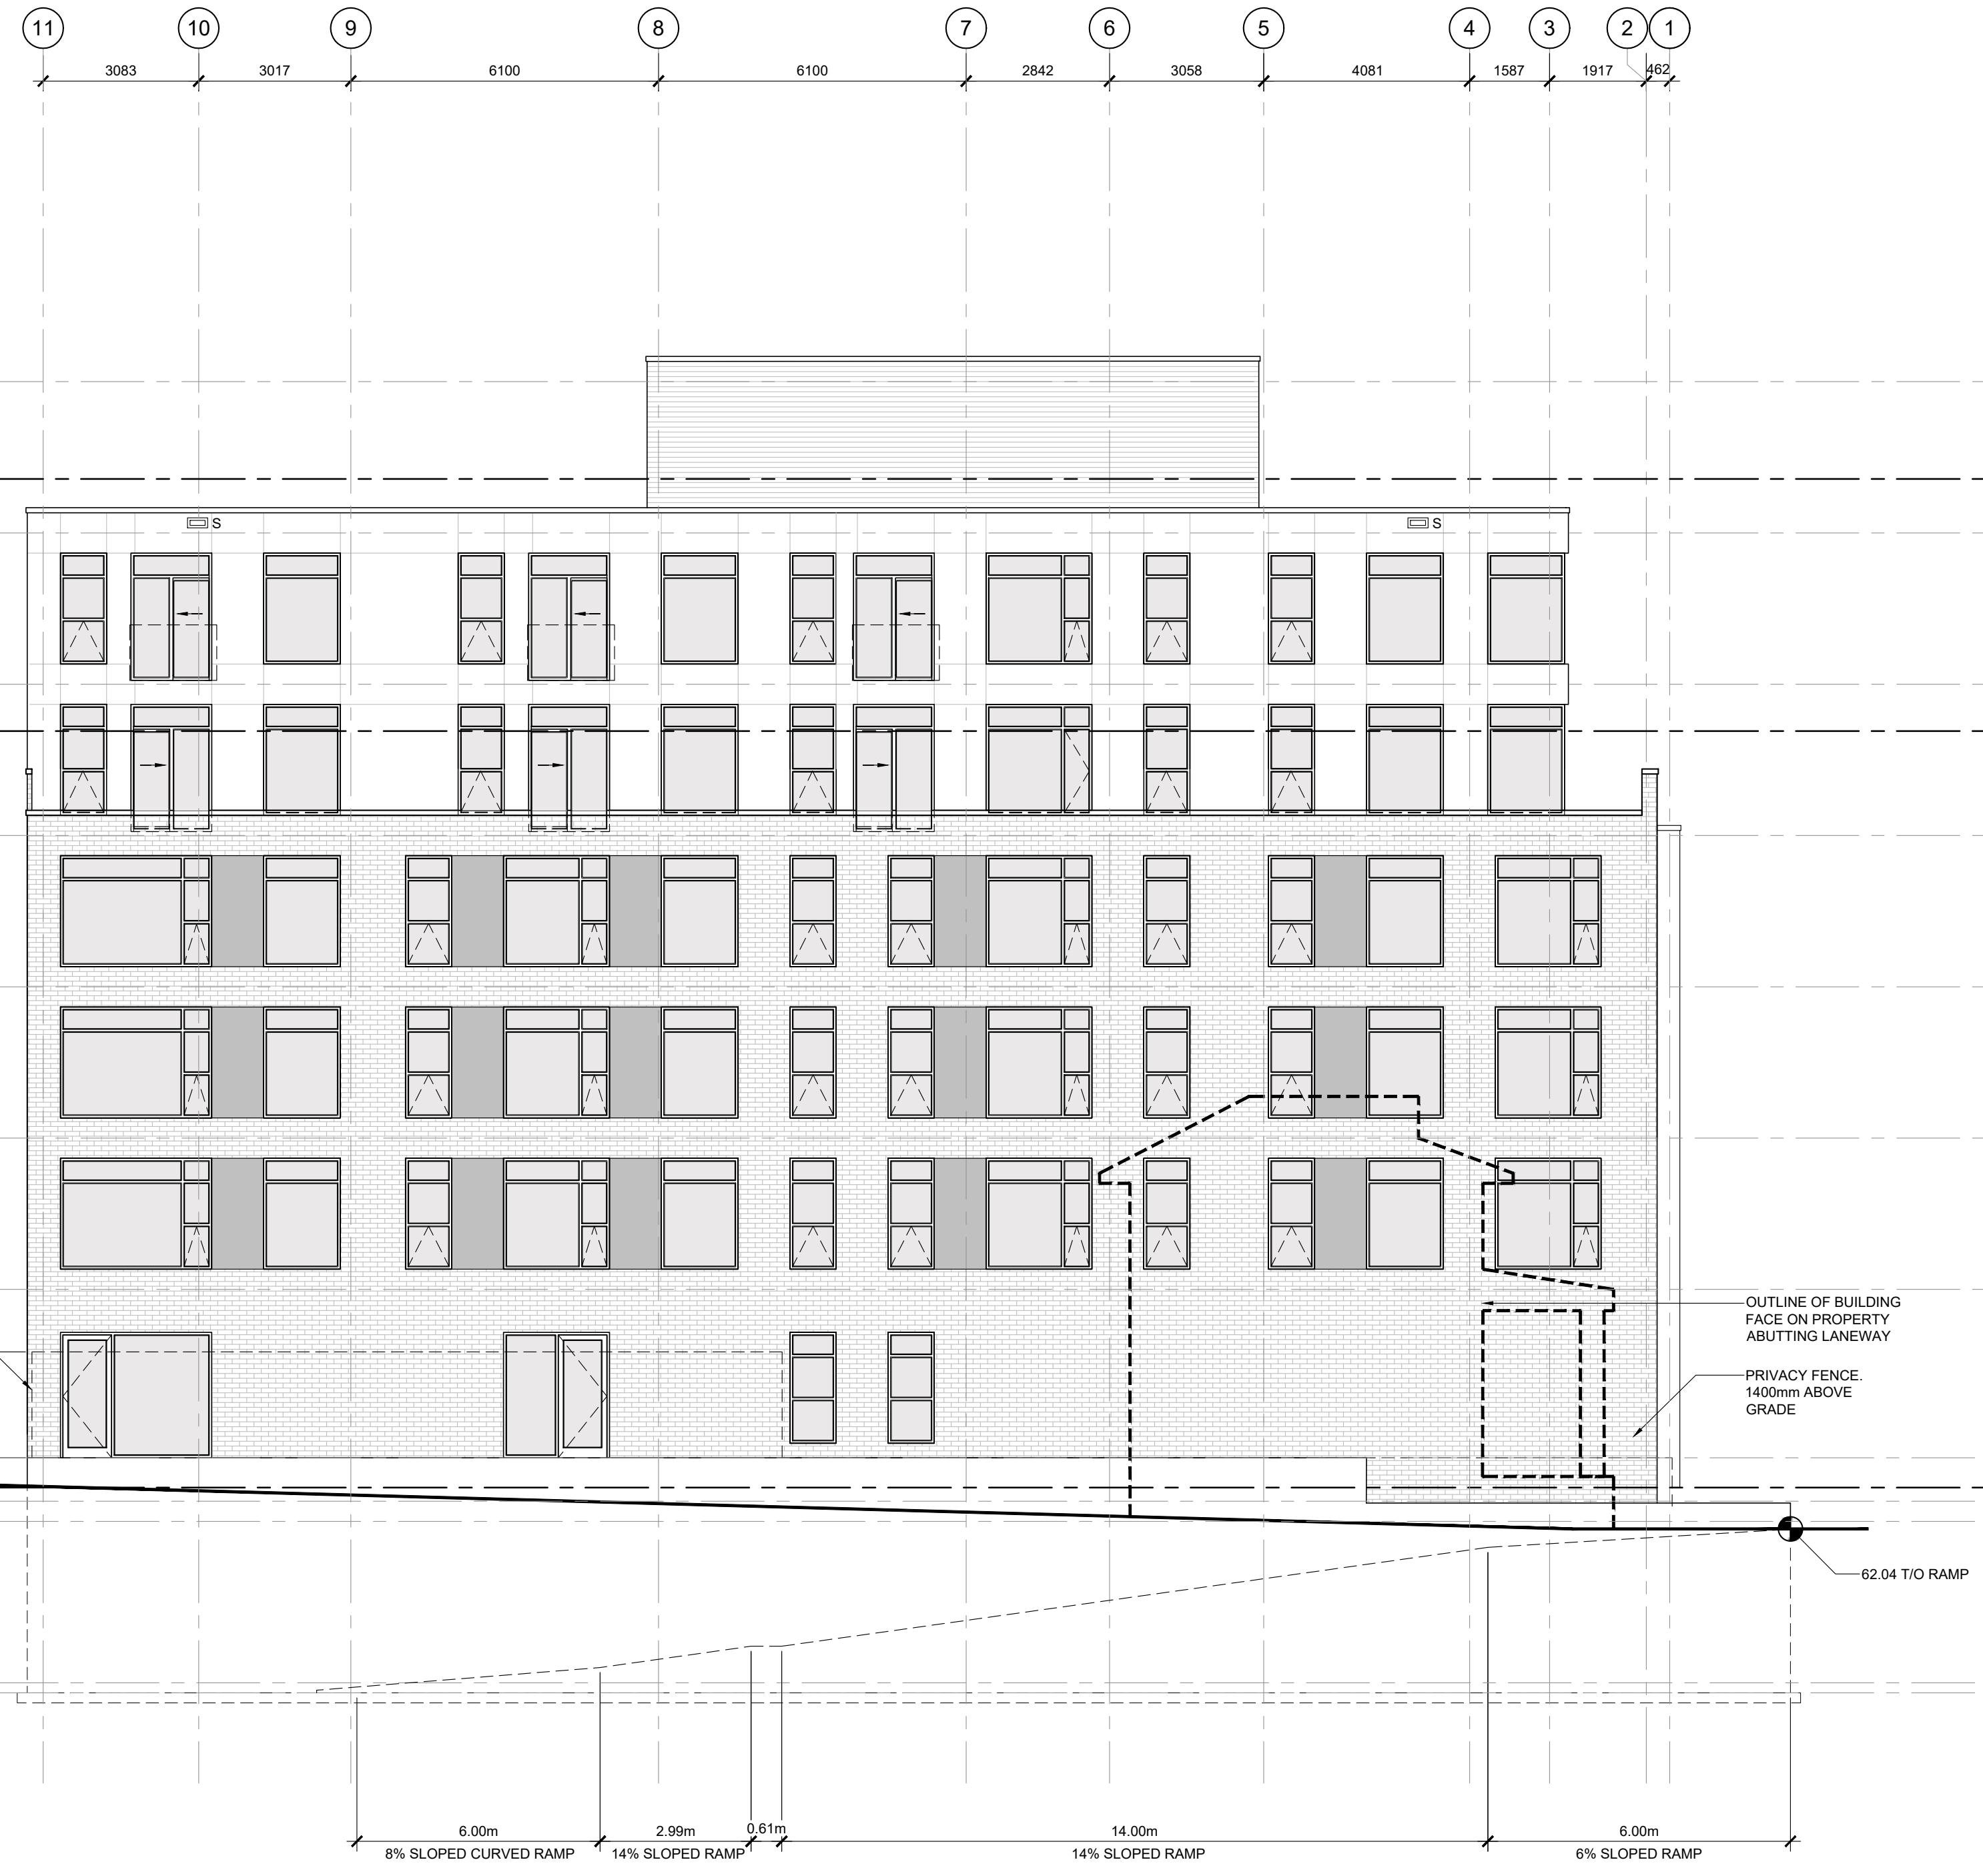 11 10 9 8 7 6 5 4 3 2 1
3083 3017 6100 6100 2842 3058 4081 1587 1917 462
S S
OUTLINE OF BUILDING
FACE ON PROPERTY
ABUTTING LANEWAY
PRIVACY FENCE.
1400mm ABOVE
GRADE
62.04 T/O RAMP
6.00m 2.99m 0.61m 14.00m 6.00m
8% SLOPED CURVED RAMP 14% SLOPED RAMP 14% SLOPED RAMP 6% SLOPED RAMP